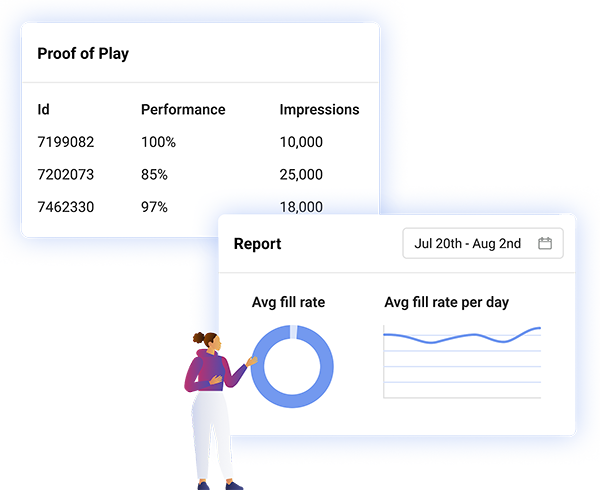 Proof of Play
Id Performance Impressions
7199082 100% 10,000
7202073 85% 25,000
7462330 97% 18,000
Report Jul 20th - Aug 2nd
Avg fill rate Avg fill rate per day